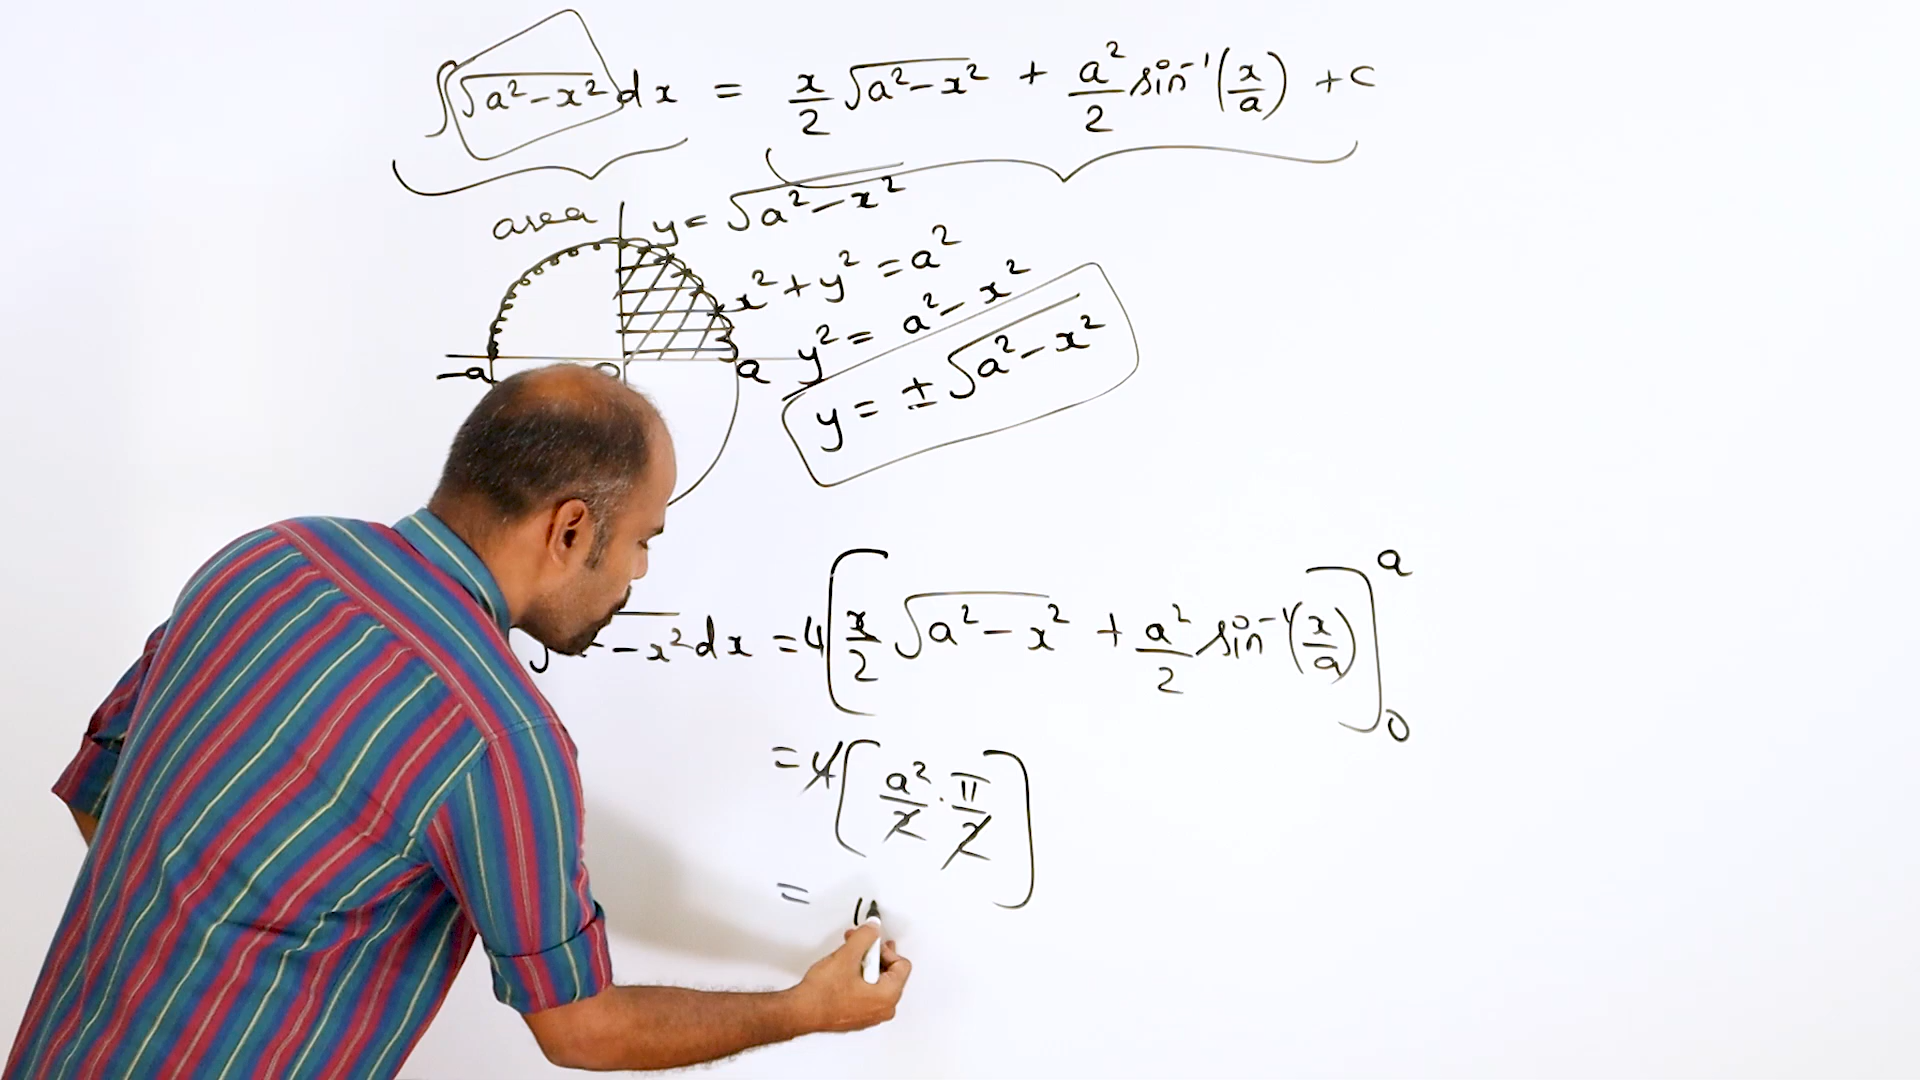 ∫√(a²−x²) dx = x/2 √(a²−x²) + a²/2 sin⁻¹(x/a) + c
area
y = √(a²−x²)
x² + y² = a²
y² = a² − x²
y = ± √(a²−x²)
−a a
− x² dx = 4[x/2 √(a²−x²) + a²/2 sin⁻¹(x/a)]₀ᵃ
= 4[a²/2 · π/2]
=